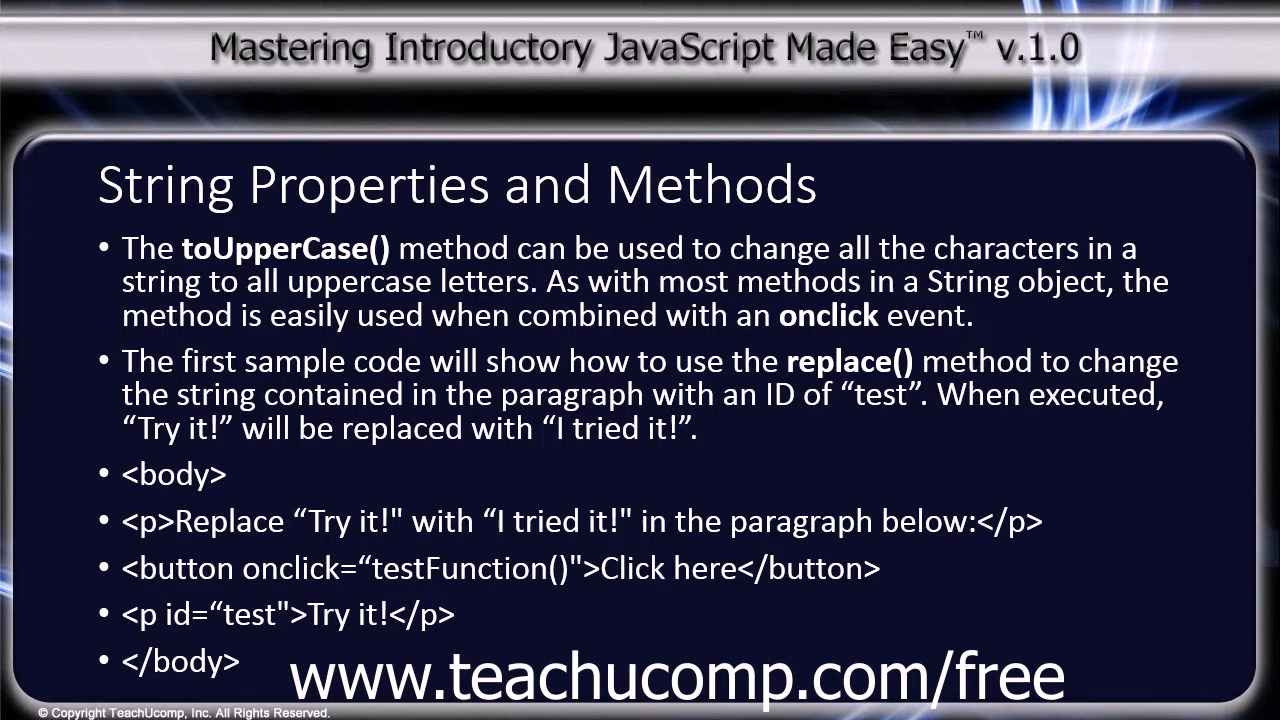 Mastering Introductory JavaScript Made Easy™ v.1.0
String Properties and Methods
• The toUpperCase() method can be used to change all the characters in a
string to all uppercase letters. As with most methods in a String object, the
method is easily used when combined with an onclick event.
• The first sample code will show how to use the replace() method to change
the string contained in the paragraph with an ID of “test”. When executed,
“Try it!” will be replaced with “I tried it!”.
• <body>
• <p>Replace “Try it!" with “I tried it!" in the paragraph below:</p>
• <button onclick=“testFunction()">Click here</button>
• <p id=“test">Try it!</p>
• </body>
www.teachucomp.com/free
© Copyright TeachUcomp, Inc. All Rights Reserved.